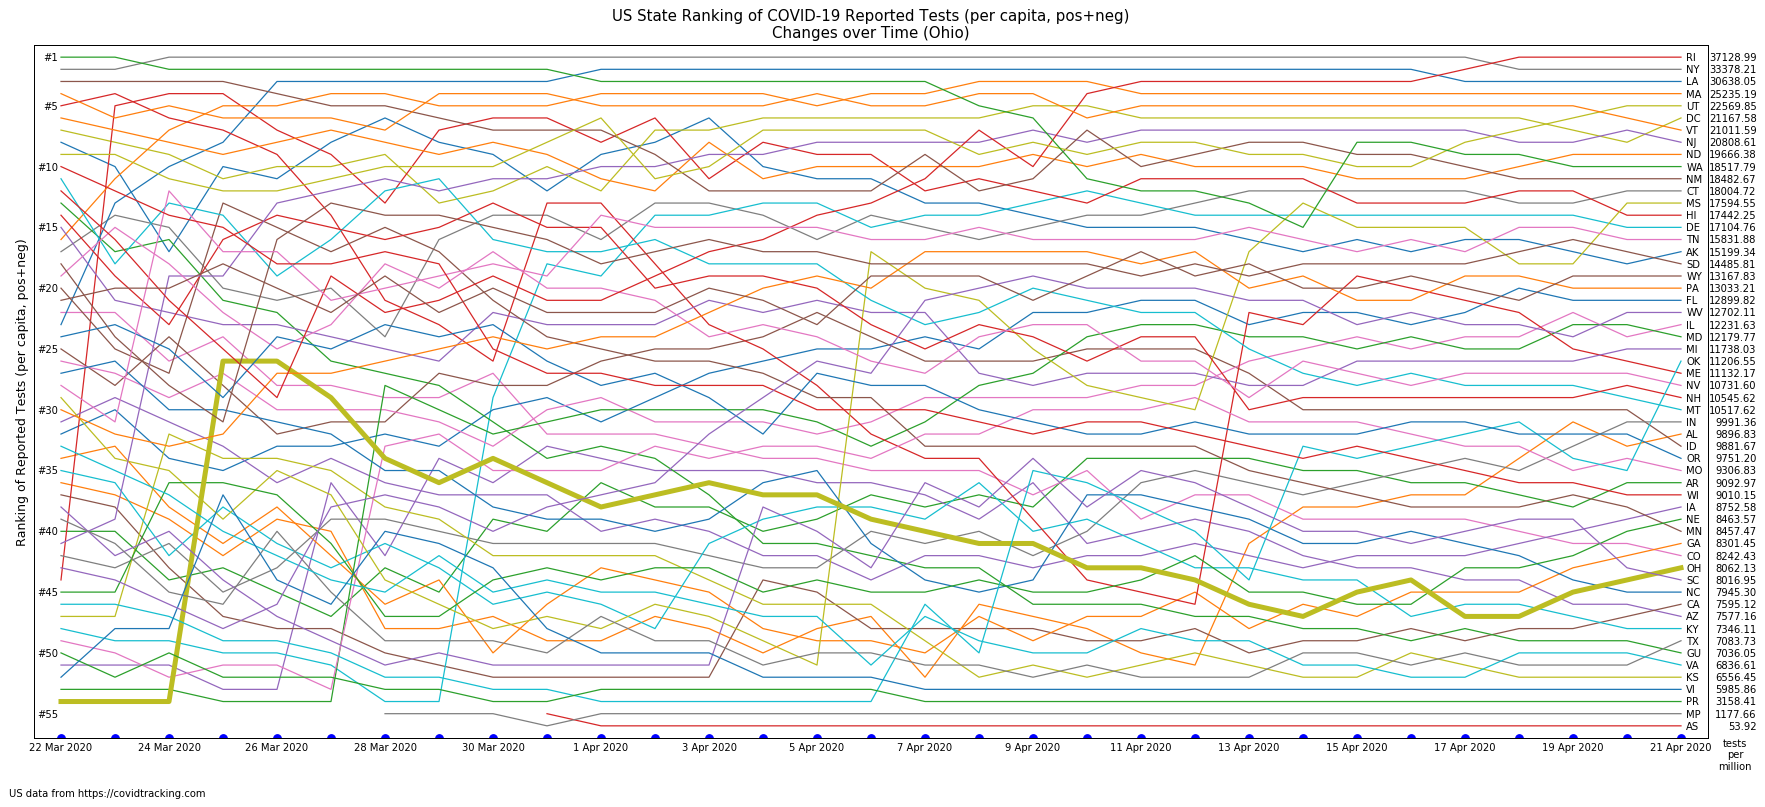 US State Ranking of COVID-19 Reported Tests (per capita, pos+neg)
Changes over Time (Ohio)
Ranking of Reported Tests (per capita, pos+neg)
#1
#5
#10
#15
#20
#25
#30
#35
#40
#45
#50
#55
RI 37128.99
NY 33378.21
LA 30638.05
MA 25235.19
UT 22569.85
DC 21167.58
VT 21011.59
NJ 20808.61
ND 19666.38
WA 18517.79
NM 18482.67
CT 18004.72
MS 17594.55
HI 17442.25
DE 17104.76
TN 15831.88
AK 15199.34
SD 14485.81
WY 13167.83
PA 13033.21
FL 12899.82
WV 12702.11
IL 12231.63
MD 12179.77
MI 11738.03
OK 11206.55
ME 11132.17
NV 10731.60
NH 10545.62
MT 10517.62
IN 9991.36
AL 9896.83
ID 9881.67
OR 9751.20
MO 9306.83
AR 9092.97
WI 9010.15
IA 8752.58
NE 8463.57
MN 8457.47
GA 8301.45
CO 8242.43
OH 8062.13
SC 8016.95
NC 7945.30
CA 7595.12
AZ 7577.16
KY 7346.11
TX 7083.73
GU 7036.05
VA 6836.61
KS 6556.45
VI 5985.86
PR 3158.41
MP 1177.66
AS 53.92
22 Mar 2020 24 Mar 2020 26 Mar 2020 28 Mar 2020 30 Mar 2020 1 Apr 2020 3 Apr 2020 5 Apr 2020 7 Apr 2020 9 Apr 2020 11 Apr 2020 13 Apr 2020 15 Apr 2020 17 Apr 2020 19 Apr 2020 21 Apr 2020
tests
per
million
US data from https://covidtracking.com